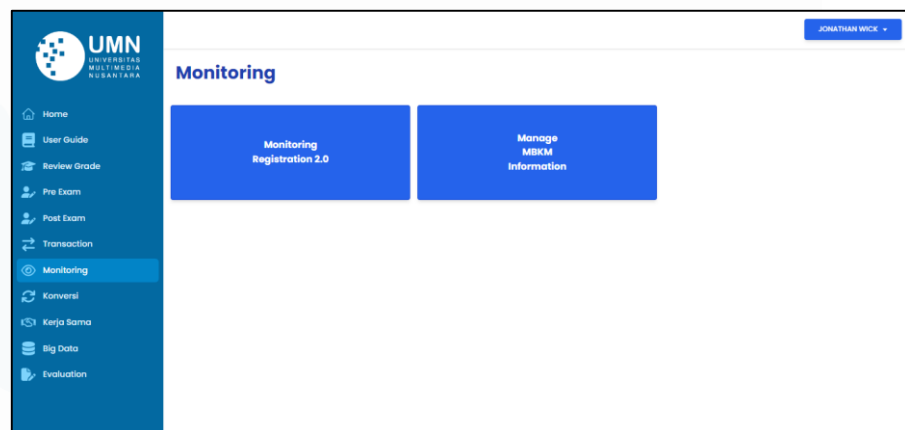 UMN
UNIVERSITAS
MULTIMEDIA
NUSANTARA
JONATHAN WICK
Monitoring
Home
User Guide
Review Grade
Pre Exam
Post Exam
Transaction
Monitoring
Konversi
Kerja Sama
Big Data
Evaluation
Monitoring
Registration 2.0
Manage
MBKM
Information